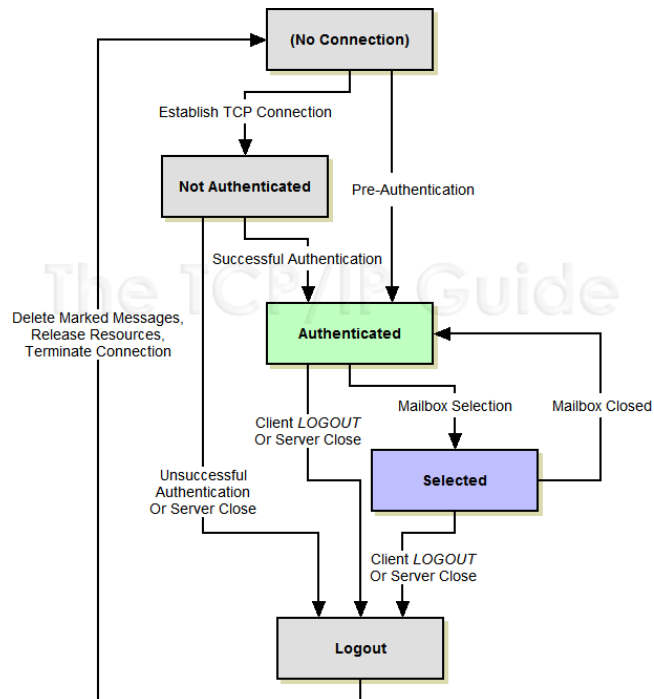 (No Connection)
Establish TCP Connection
Not Authenticated
Pre-Authentication
Successful Authentication
The TCP/IP Guide
Delete Marked Messages,
Release Resources,
Terminate Connection
Authenticated
Client LOGOUT
Or Server Close
Mailbox Selection
Mailbox Closed
Unsuccessful
Authentication
Or Server Close
Selected
Client LOGOUT
Or Server Close
Logout